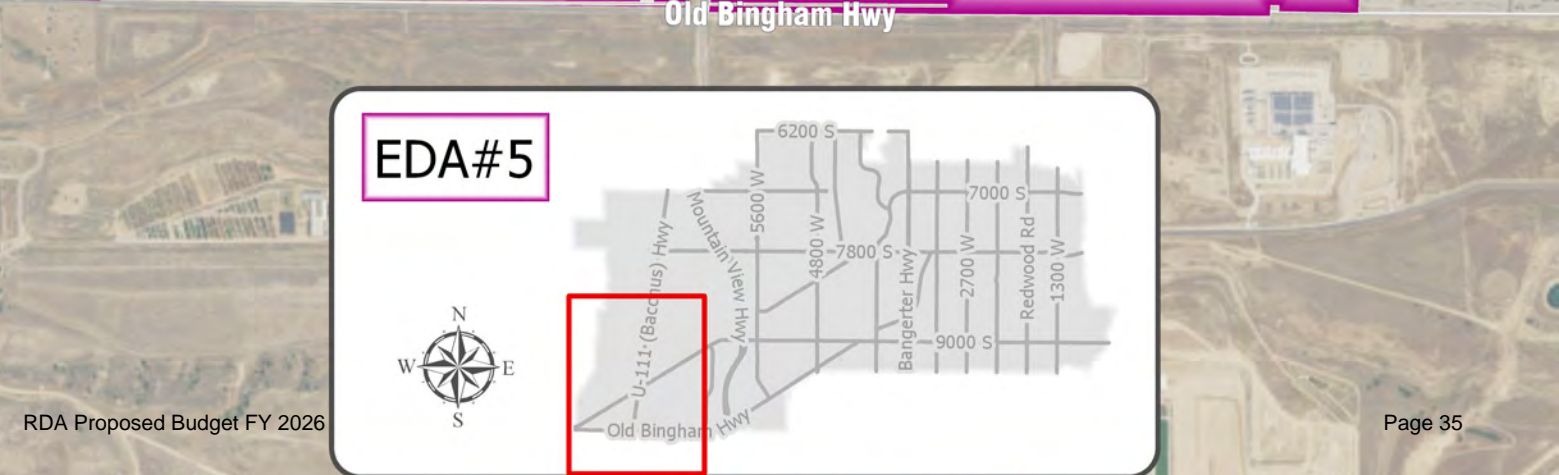 Old Bingham Hwy
EDA#5
6200 S
7000 S
5600 W
Mountain View Hwy
U-111 (Bacchus) Hwy
4800 W
7800 S
Bangerter Hwy
2700 W
Redwood Rd
1300 W
9000 S
N
W
E
S
Old Bingham Hwy
RDA Proposed Budget FY 2026
Page 35